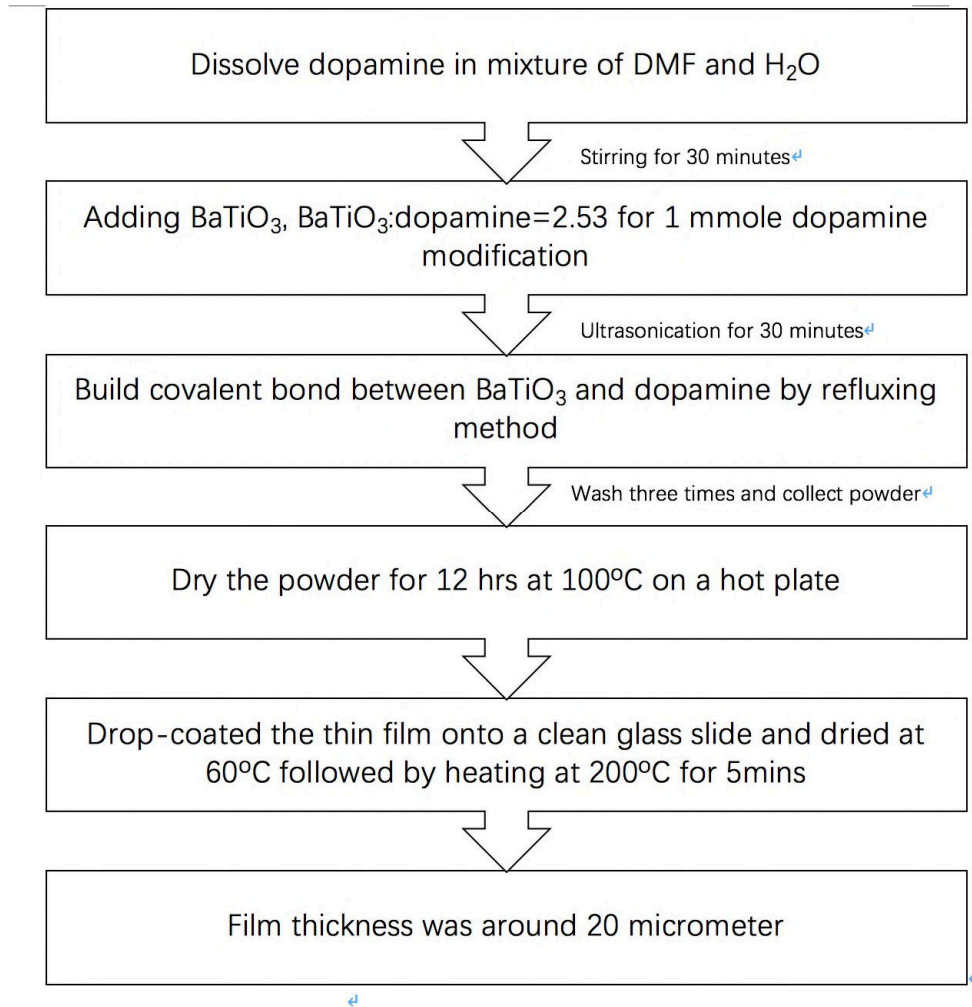 Dissolve dopamine in mixture of DMF and H₂O
Stirring for 30 minutes↵
Adding BaTiO₃, BaTiO₃:dopamine=2.53 for 1 mmole dopamine
modification
Ultrasonication for 30 minutes↵
Build covalent bond between BaTiO₃ and dopamine by refluxing
method
Wash three times and collect powder↵
Dry the powder for 12 hrs at 100ºC on a hot plate
Drop-coated the thin film onto a clean glass slide and dried at
60ºC followed by heating at 200ºC for 5mins
Film thickness was around 20 micrometer